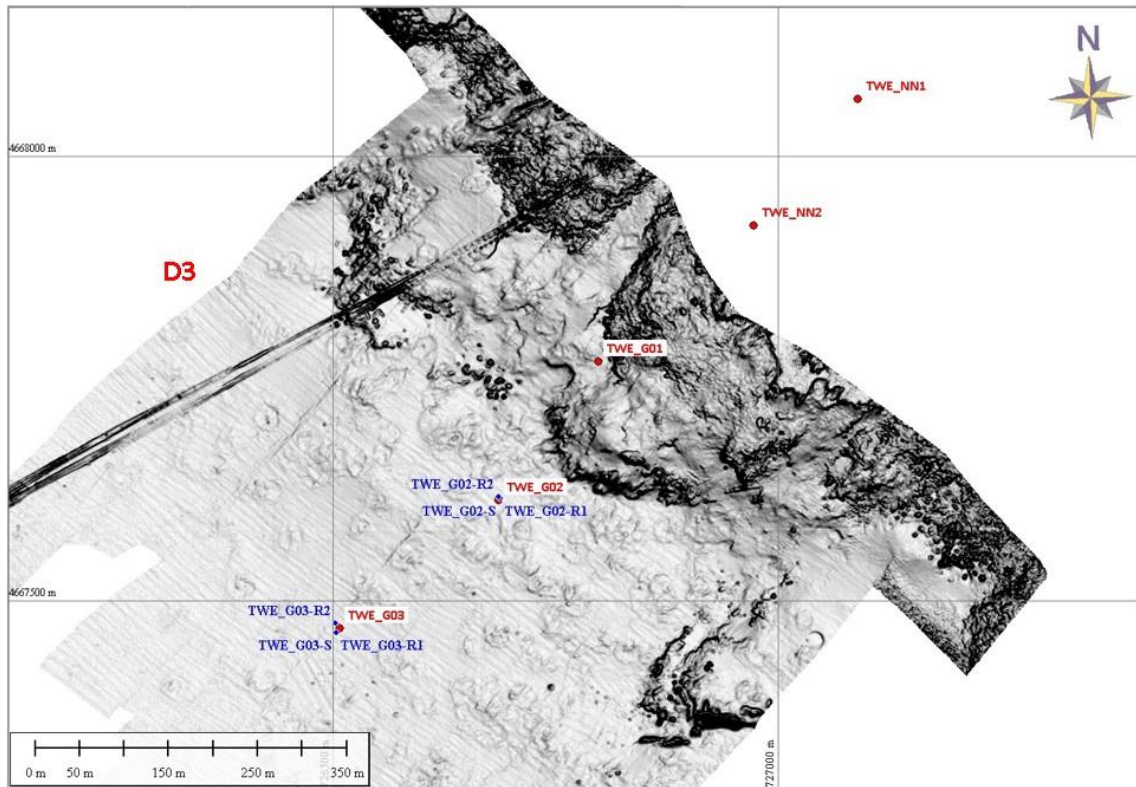 N
TWE_NN1
4668000 m
TWE_NN2
D3
TWE_G01
TWE_G02-R2
TWE_G02
TWE_G02-S
TWE_G02-R1
4667500 m
TWE_G03-R2
TWE_G03
TWE_G03-S
TWE_G03-R1
0 m
50 m
150 m
250 m
350 m
726500 m
727000 m